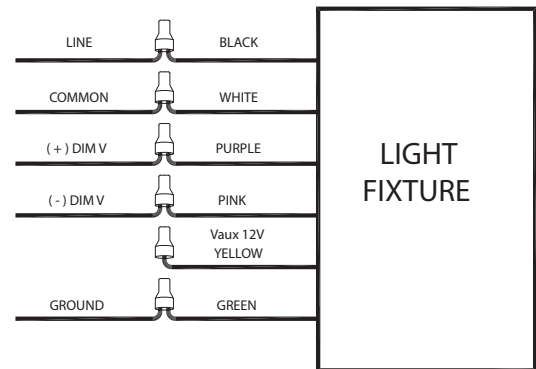 LINE BLACK
COMMON WHITE
( + ) DIM V PURPLE
( - ) DIM V PINK
Vaux 12V
YELLOW
GROUND GREEN
LIGHT
FIXTURE